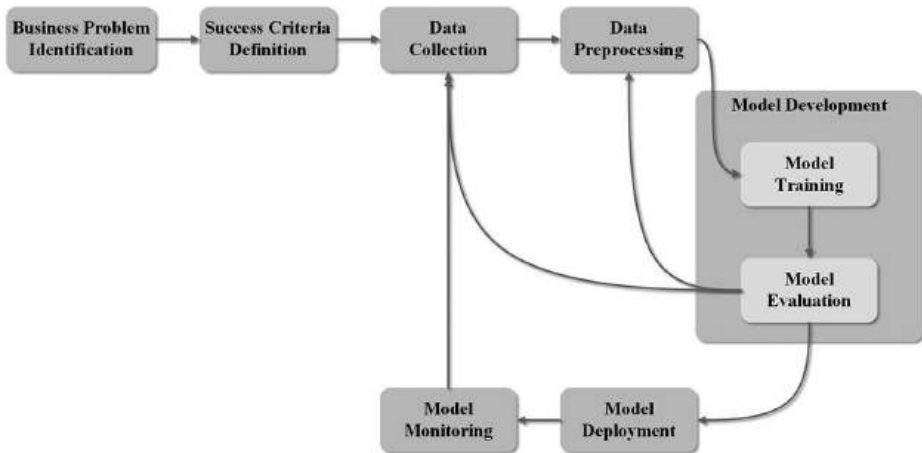 Business Problem
Identification
Success Criteria
Definition
Data
Collection
Data
Preprocessing
Model Development
Model
Training
Model
Evaluation
Model
Monitoring
Model
Deployment